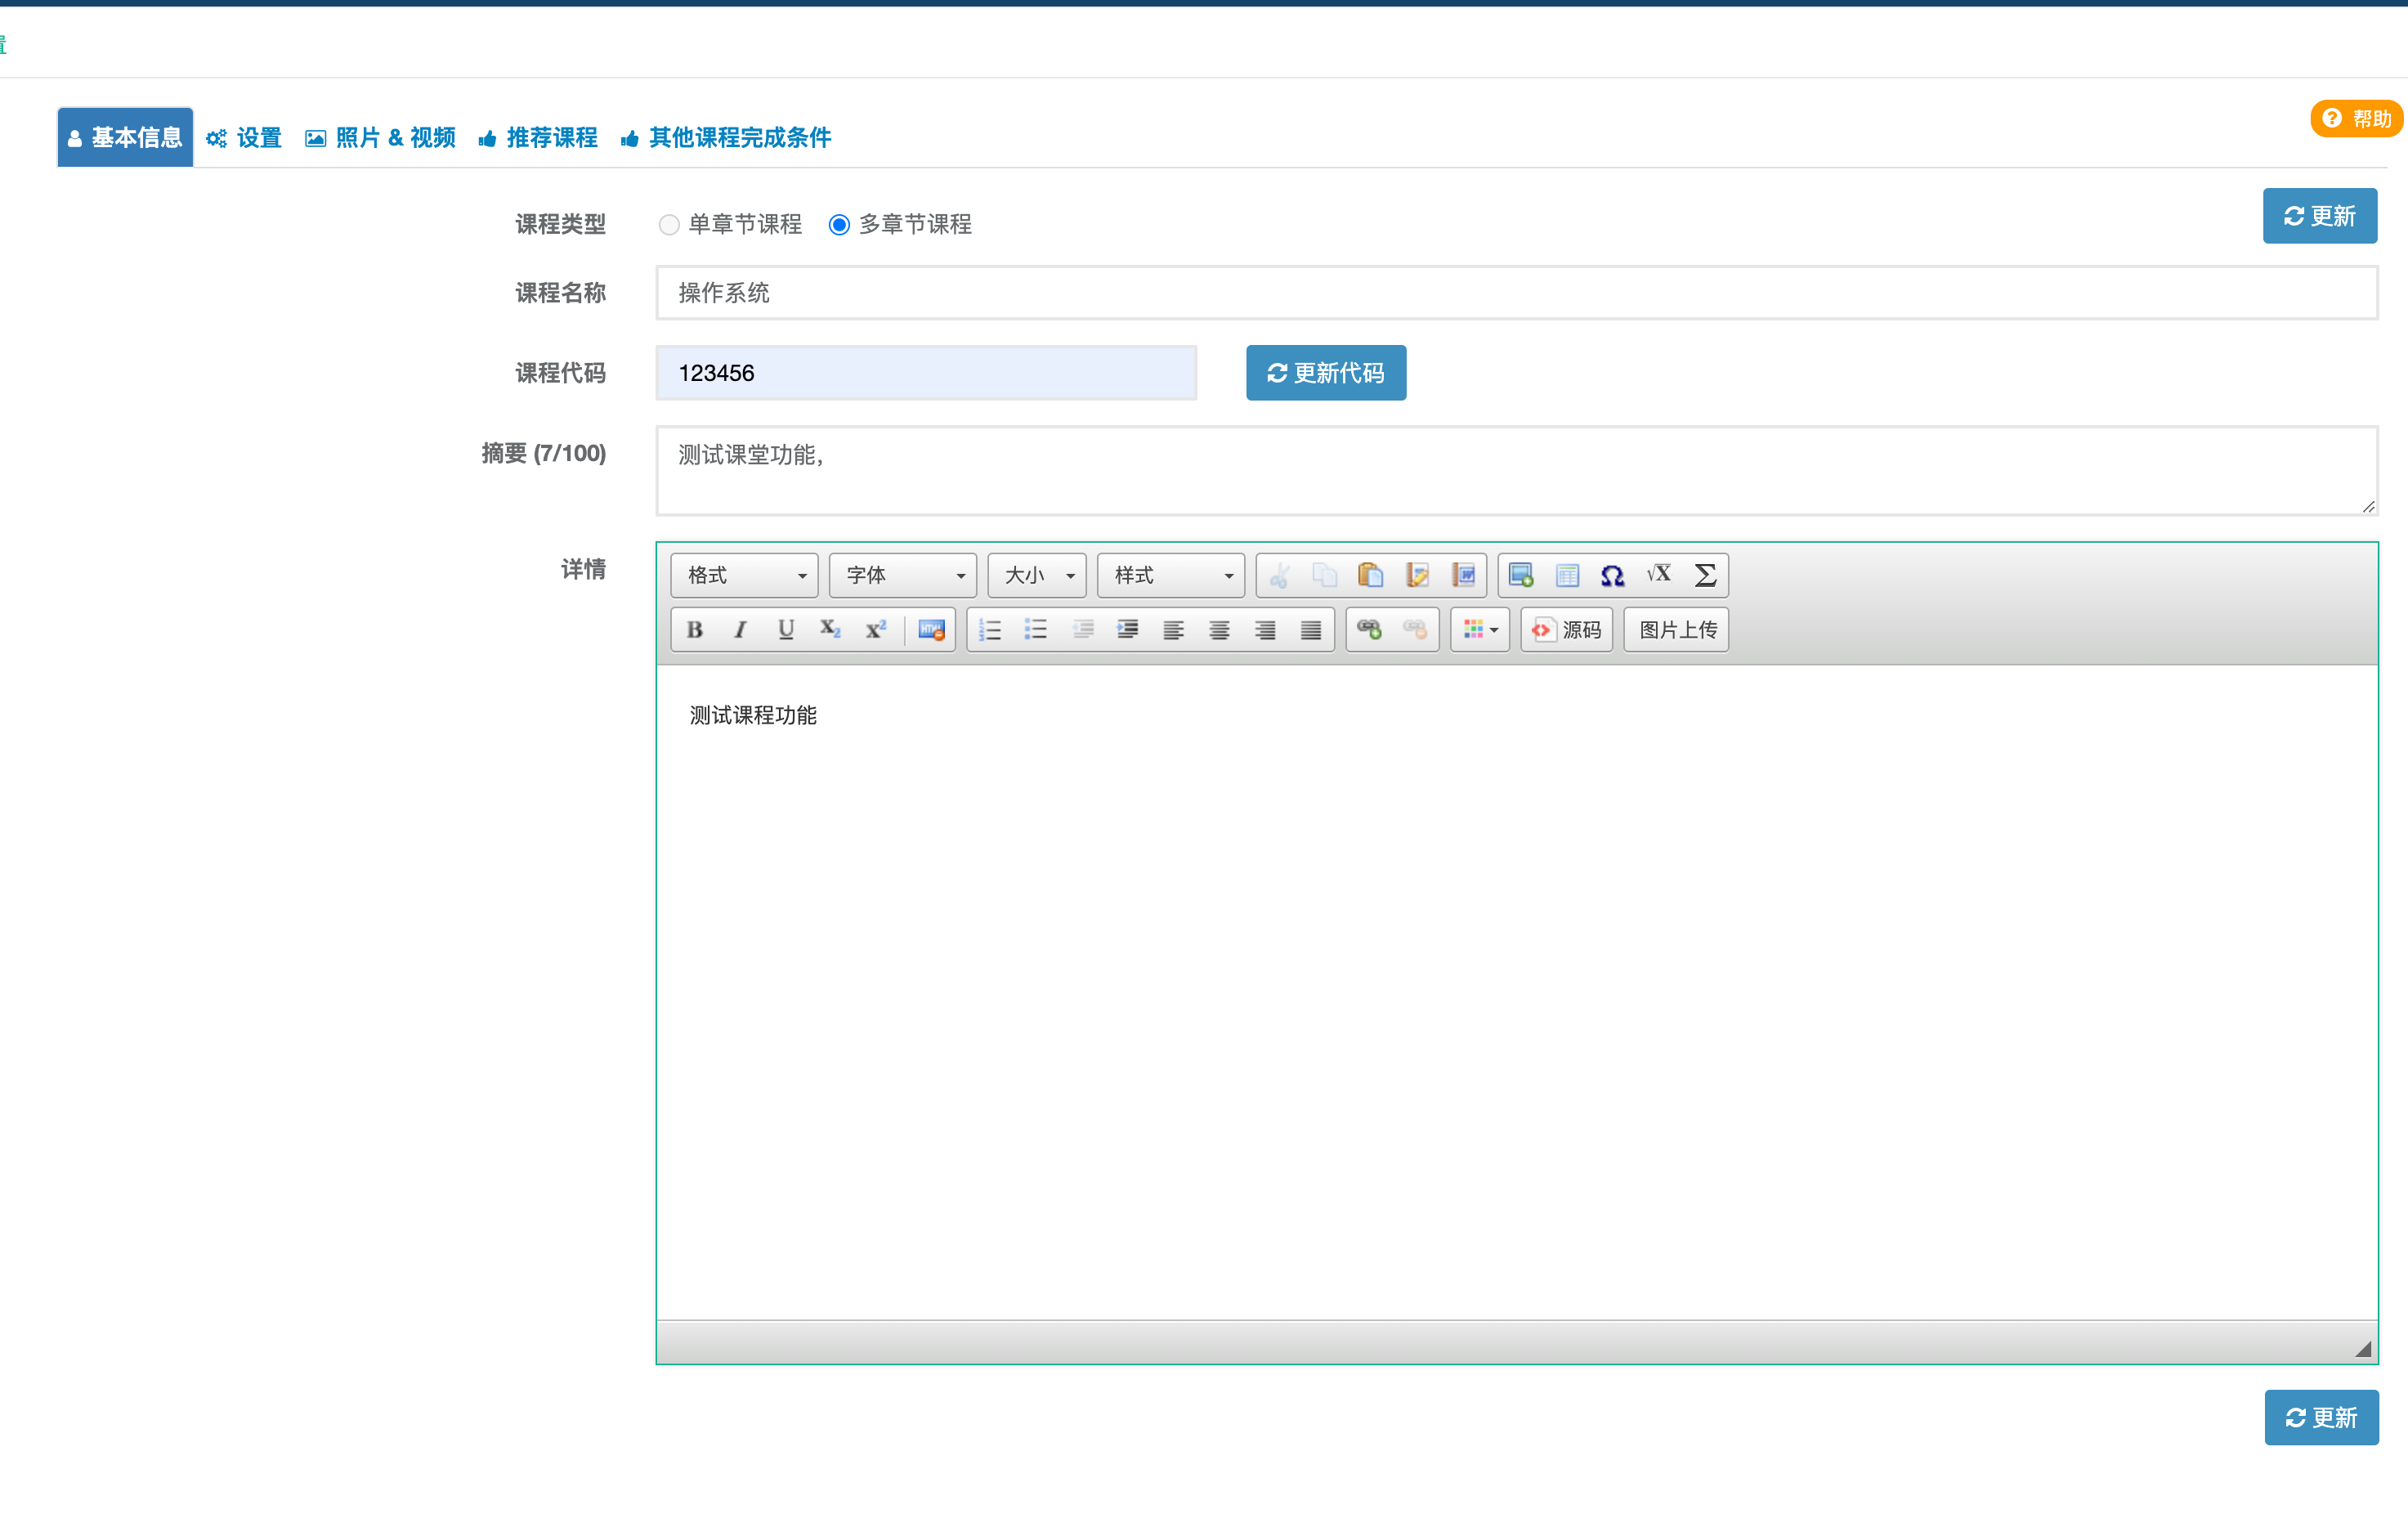 置
基本信息 设置 照片 & 视频 推荐课程 其他课程完成条件
帮助
课程类型 单章节课程 多章节课程
更新
课程名称 操作系统
课程代码 123456 更新代码
摘要 (7/100) 测试课堂功能，
详情
格式 字体 大小 样式
源码 图片上传
测试课程功能
更新